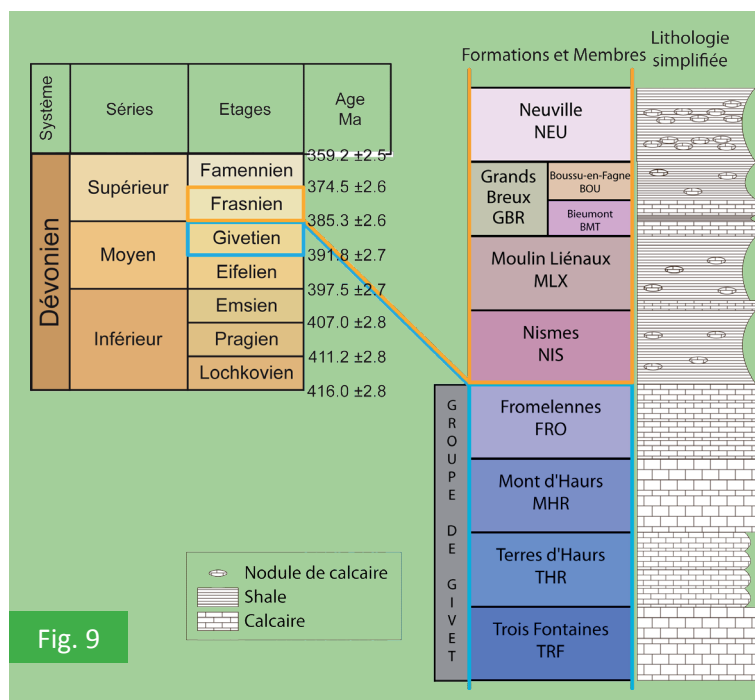 Système
Séries
Etages
Age
Ma
Dévonien
Supérieur
Moyen
Inférieur
Famennien
Frasnien
Givetien
Eifelien
Emsien
Pragien
Lochkovien
359.2 ±2.5
374.5 ±2.6
385.3 ±2.6
391.8 ±2.7
397.5 ±2.7
407.0 ±2.8
411.2 ±2.8
416.0 ±2.8
Formations et Membres
Lithologie
simplifiée
Neuville
NEU
Grands
Breux
GBR
Boussu-en-Fagne
BOU
Bieumont
BMT
Moulin Liénaux
MLX
Nismes
NIS
GROUPE DE GIVET
Fromelennes
FRO
Mont d'Haurs
MHR
Terres d'Haurs
THR
Trois Fontaines
TRF
Nodule de calcaire
Shale
Calcaire
Fig. 9